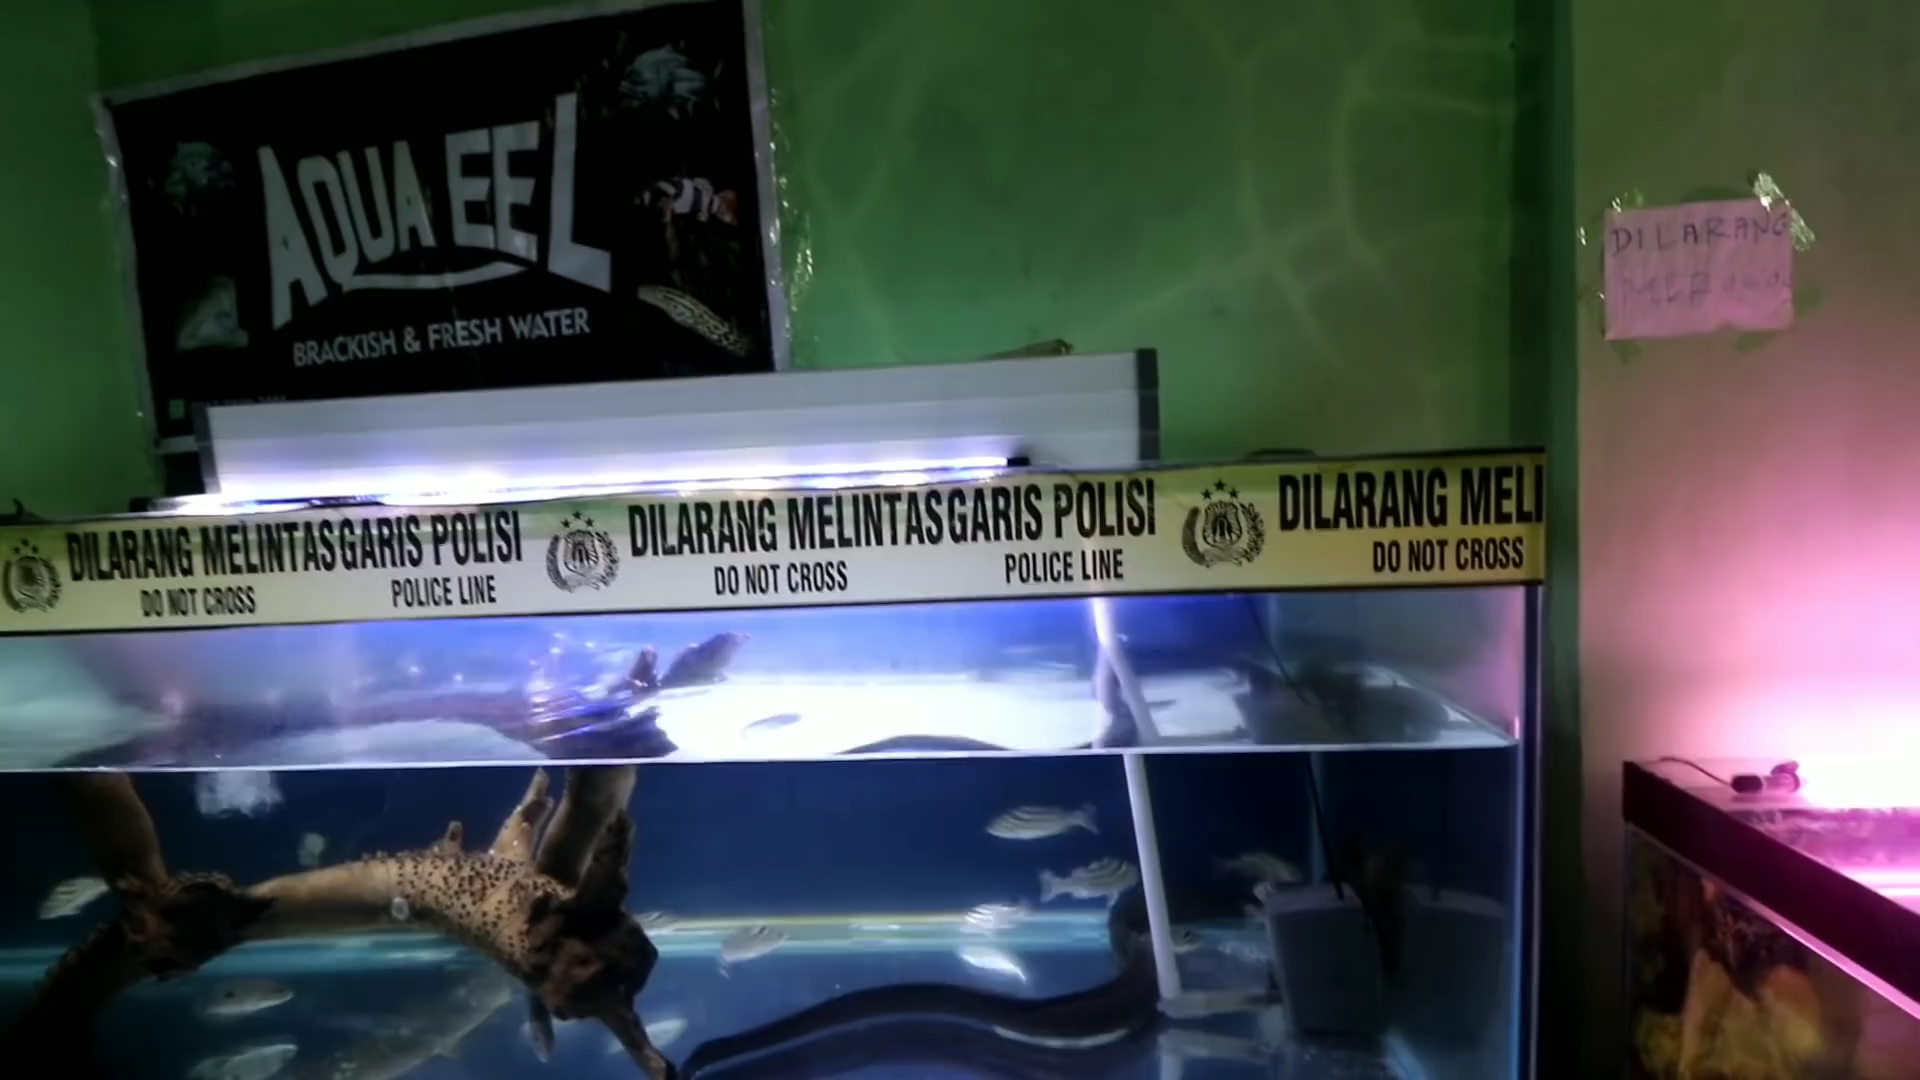 AQUA EEL
BRACKISH & FRESH WATER
DILARANG
DILARANG MELINTAS GARIS POLISI
DO NOT CROSS POLICE LINE
DILARANG MELINTAS GARIS POLISI
DO NOT CROSS POLICE LINE
DILARANG MELI
DO NOT CROSS